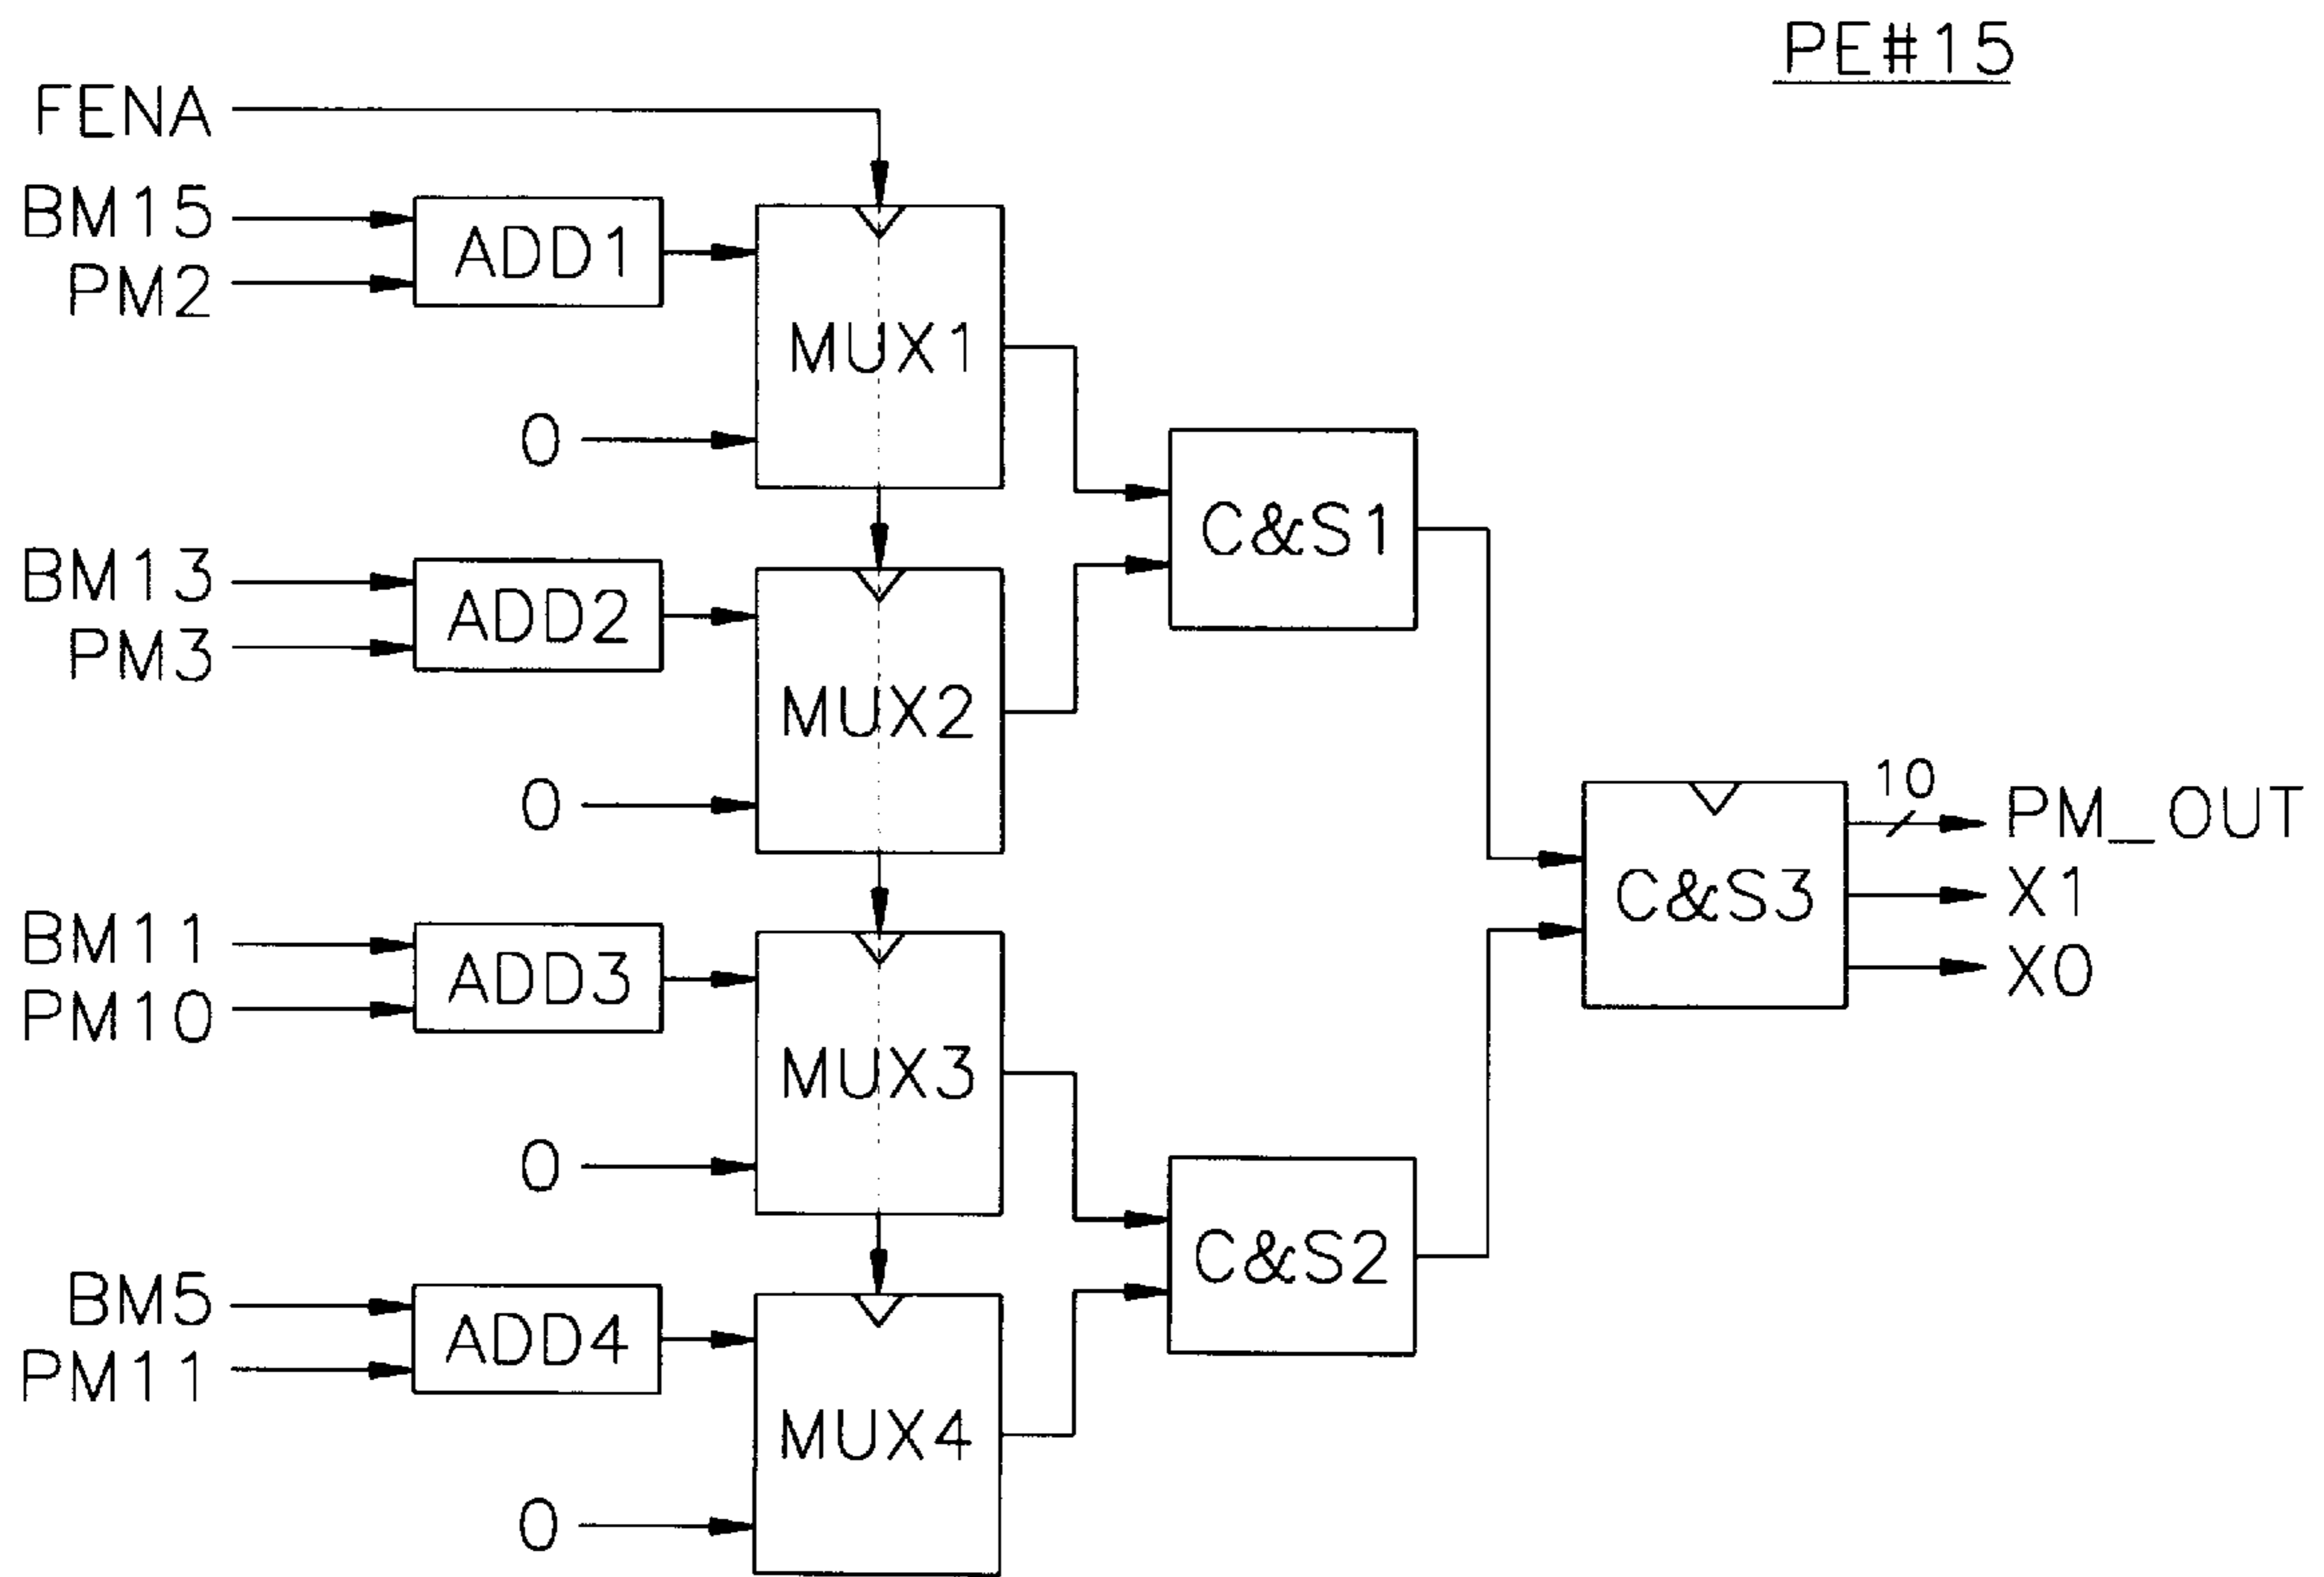 PE#15
FENA
BM15
PM2
ADD1
MUX1
0
C&S1
BM13
PM3
ADD2
MUX2
0
10
PM_OUT
C&S3
X1
X0
BM11
PM10
ADD3
MUX3
0
C&S2
BM5
PM11
ADD4
MUX4
0